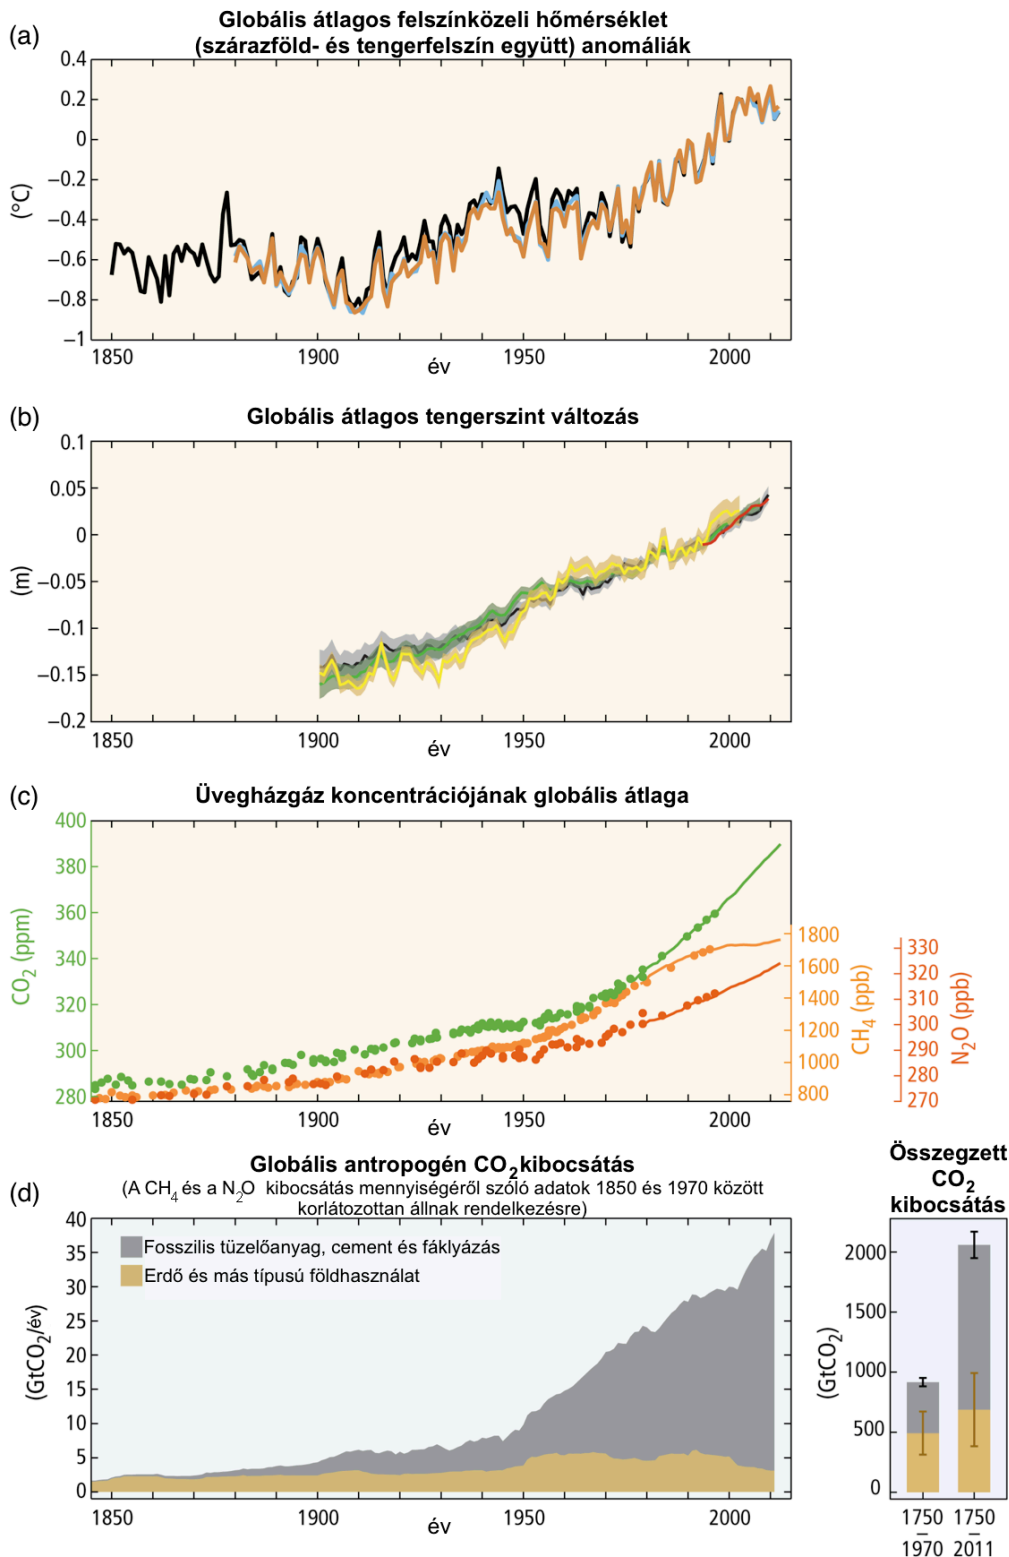 (a)
Globális átlagos felszínközeli hőmérséklet
(szárazföld- és tengerfelszín együtt) anomáliák
0.4
0.2
0
−0.2
−0.4
−0.6
−0.8
−1
(°C)
1850
1900
1950
2000
év
(b)
Globális átlagos tengerszint változás
0.1
0.05
0
−0.05
−0.1
−0.15
−0.2
(m)
1850
1900
1950
2000
év
(c)
Üvegházgáz koncentrációjának globális átlaga
400
380
360
340
320
300
280
CO₂ (ppm)
1800
1600
1400
1200
1000
800
CH₄ (ppb)
330
320
310
300
290
280
270
N₂O (ppb)
1850
1900
1950
2000
év
(d)
Globális antropogén CO₂kibocsátás
(A CH₄ és a N₂O kibocsátás mennyiségéről szóló adatok 1850 és 1970 között
korlátozottan állnak rendelkezésre)
40
35
30
25
20
15
10
5
0
(GtCO₂/év)
Fosszilis tüzelőanyag, cement és fáklyázás
Erdő és más típusú földhasználat
1850
1900
1950
2000
év
Összegzett
CO₂
kibocsátás
2000
1500
1000
500
0
(GtCO₂)
1750
–
1970
1750
–
2011